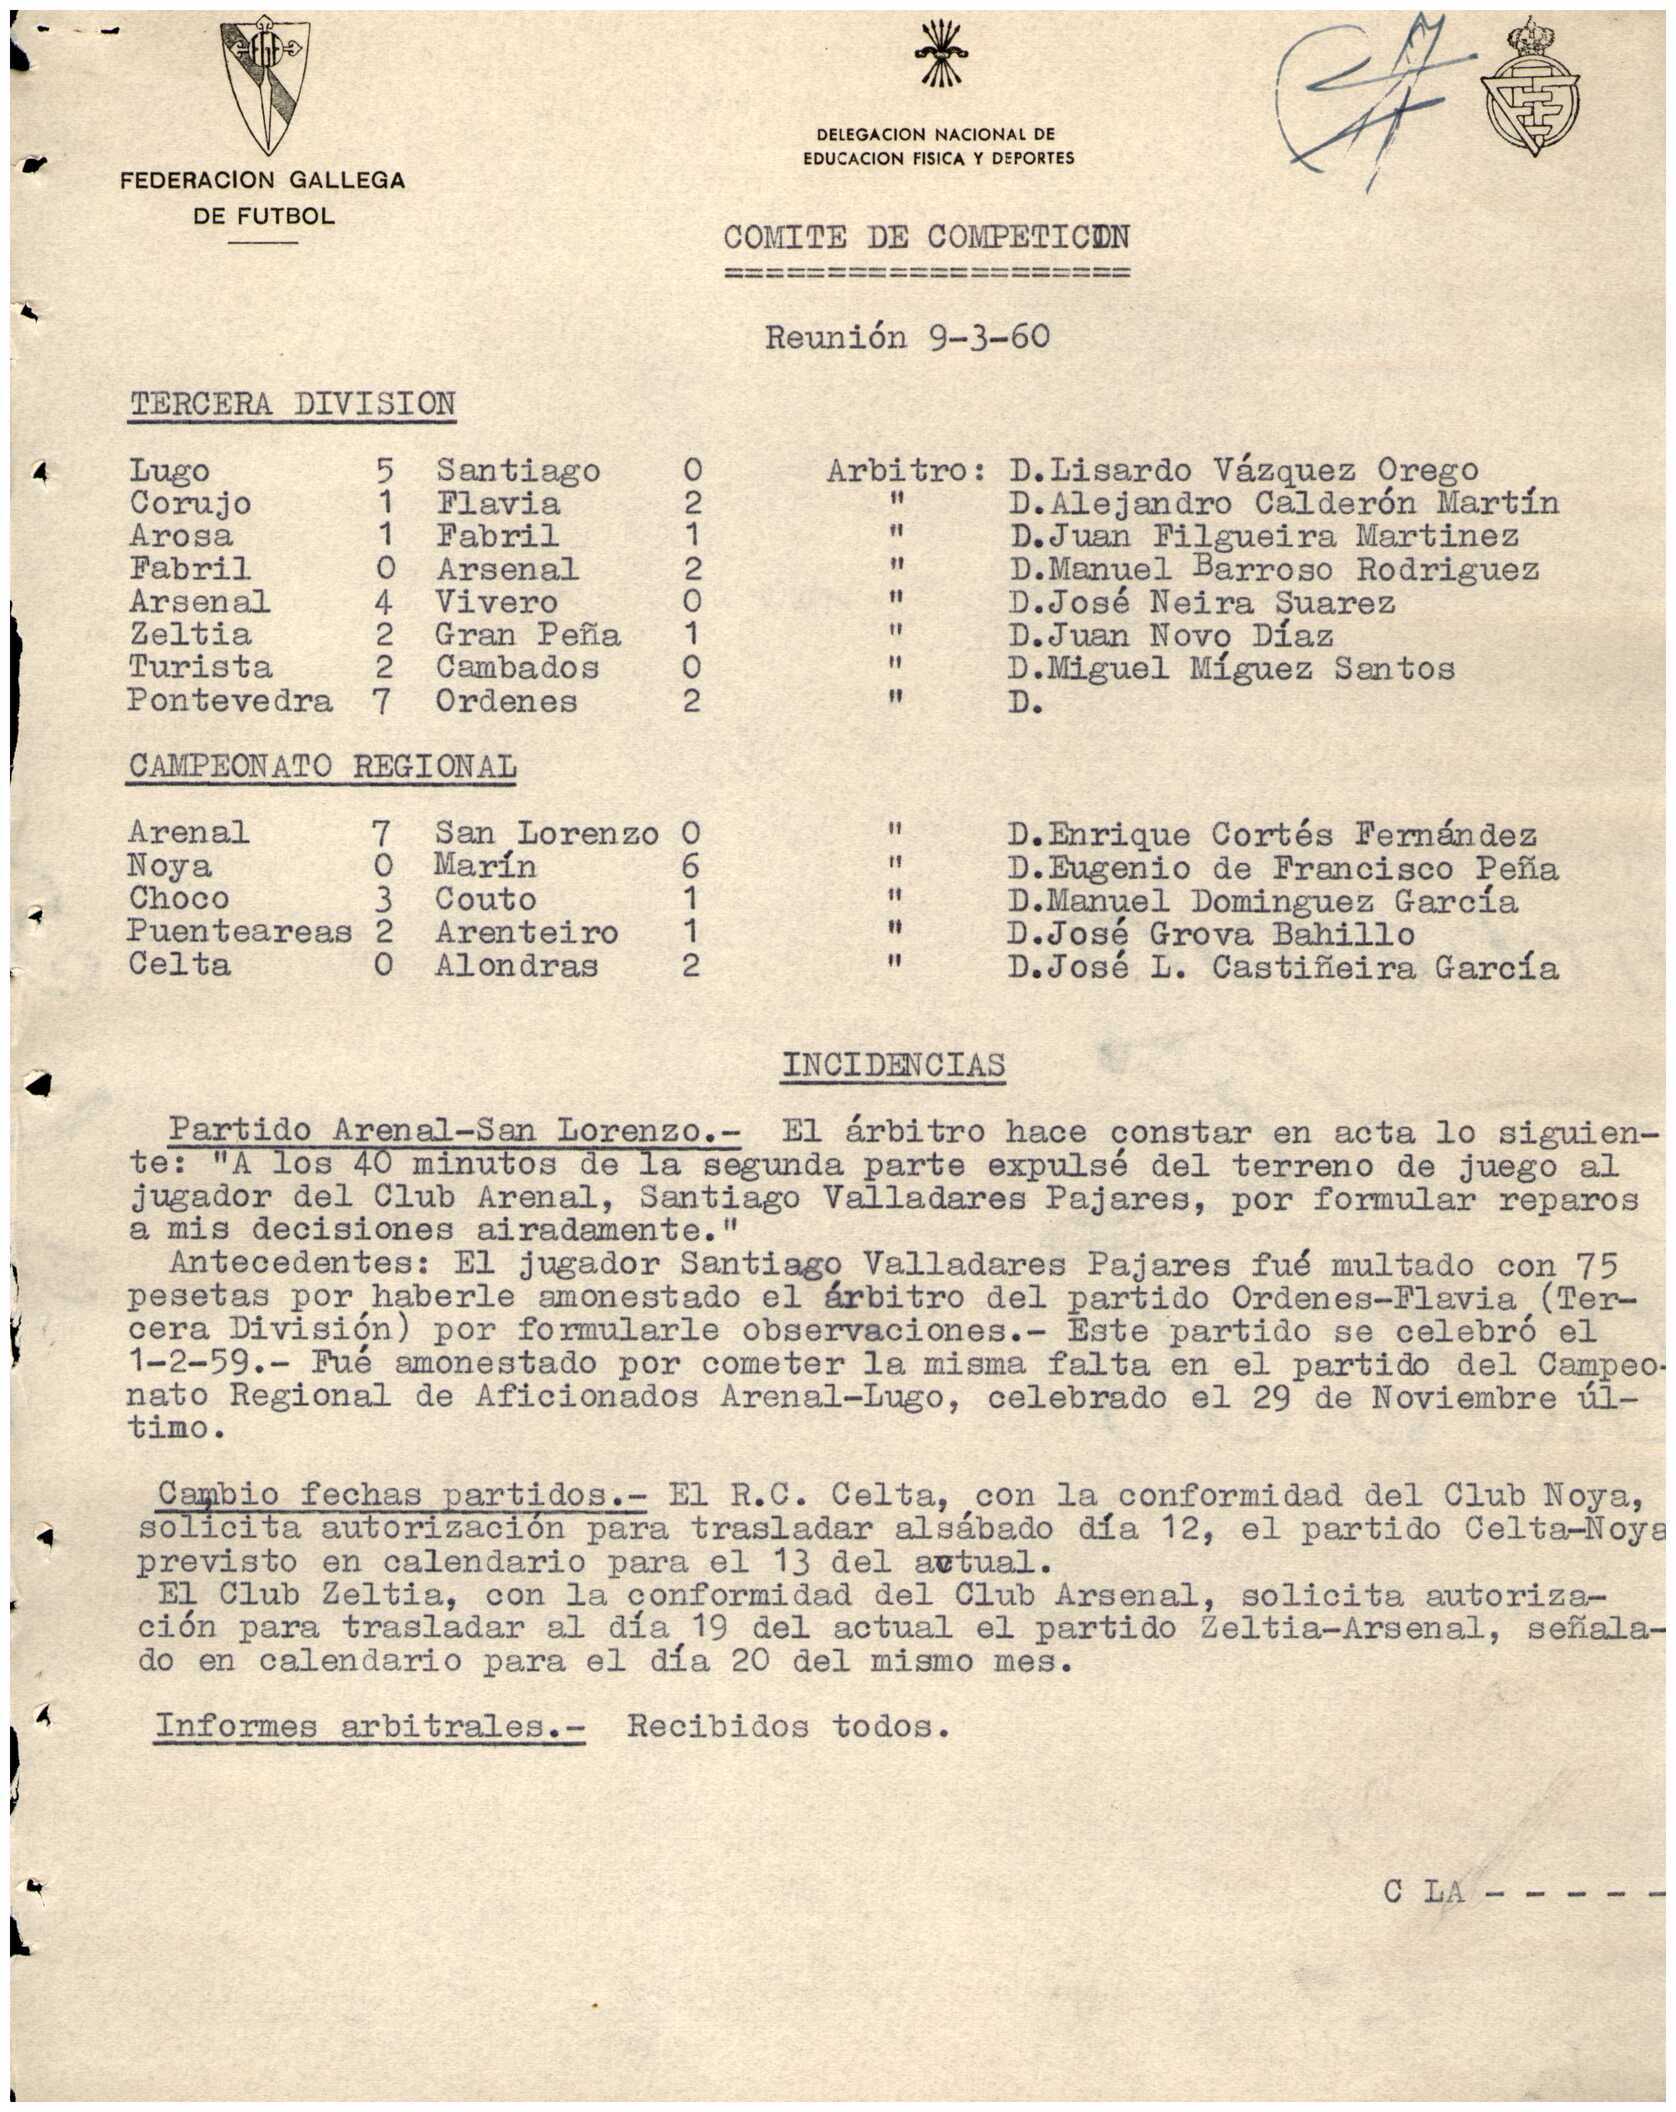 FEDERACION GALLEGA
DE FUTBOL
DELEGACION NACIONAL DE
EDUCACION FISICA Y DEPORTES
COMITE DE COMPETICION
====================
Reunión 9-3-60
TERCERA DIVISION
Lugo 5 Santiago 0 Arbitro: D.Lisardo Vázquez Orego
Corujo 1 Flavia 2 " D.Alejandro Calderón Martín
Arosa 1 Fabril 1 " D.Juan Filgueira Martinez
Fabril 0 Arsenal 2 " D.Manuel Barroso Rodriguez
Arsenal 4 Vivero 0 " D.José Neira Suarez
Zeltia 2 Gran Peña 1 " D.Juan Novo Díaz
Turista 2 Cambados 0 " D.Miguel Míguez Santos
Pontevedra 7 Ordenes 2 " D.
CAMPEONATO REGIONAL
Arenal 7 San Lorenzo 0 " D.Enrique Cortés Fernández
Noya 0 Marín 6 " D.Eugenio de Francisco Peña
Choco 3 Couto 1 " D.Manuel Dominguez García
Puenteareas 2 Arenteiro 1 " D.José Grova Bahillo
Celta 0 Alondras 2 " D.José L. Castiñeira García
INCIDENCIAS
Partido Arenal-San Lorenzo.- El árbitro hace constar en acta lo siguien-
te: "A los 40 minutos de la segunda parte expulsé del terreno de juego al
jugador del Club Arenal, Santiago Valladares Pajares, por formular reparos
a mis decisiones airadamente."
Antecedentes: El jugador Santiago Valladares Pajares fué multado con 75
pesetas por haberle amonestado el árbitro del partido Ordenes-Flavia (Ter-
cera División) por formularle observaciones.- Este partido se celebró el
1-2-59.- Fué amonestado por cometer la misma falta en el partido del Campeo-
nato Regional de Aficionados Arenal-Lugo, celebrado el 29 de Noviembre úl-
timo.
Cambio fechas partidos.- El R.C. Celta, con la conformidad del Club Noya,
solicita autorización para trasladar alsábado día 12, el partido Celta-Noya
previsto en calendario para el 13 del actual.
El Club Zeltia, con la conformidad del Club Arsenal, solicita autoriza-
ción para trasladar al día 19 del actual el partido Zeltia-Arsenal, señala-
do en calendario para el día 20 del mismo mes.
Informes arbitrales.- Recibidos todos.
C LA - - - - -